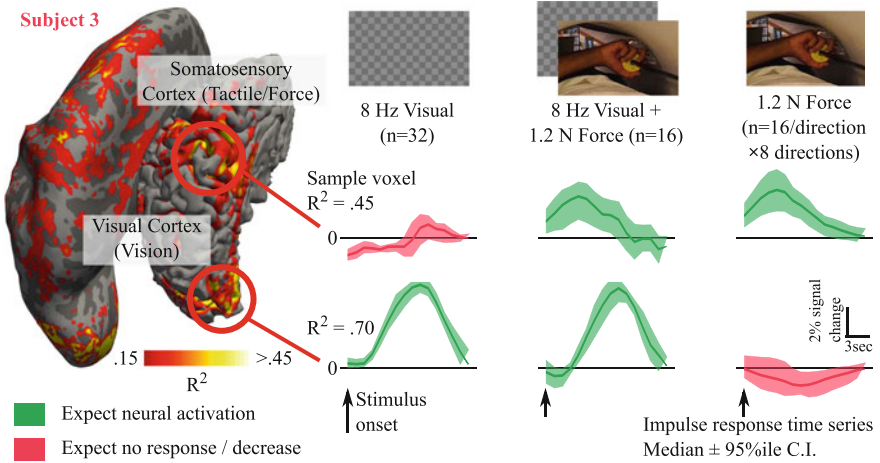 Subject 3
Somatosensory
Cortex (Tactile/Force)
Visual Cortex
(Vision)
.15
>.45
R²
Expect neural activation
Expect no response / decrease
8 Hz Visual
(n=32)
8 Hz Visual +
1.2 N Force (n=16)
1.2 N Force
(n=16/direction
×8 directions)
Sample voxel
R² = .45
0
R² = .70
0
2% signal
change
3sec
Stimulus
onset
Impulse response time series
Median ± 95%ile C.I.